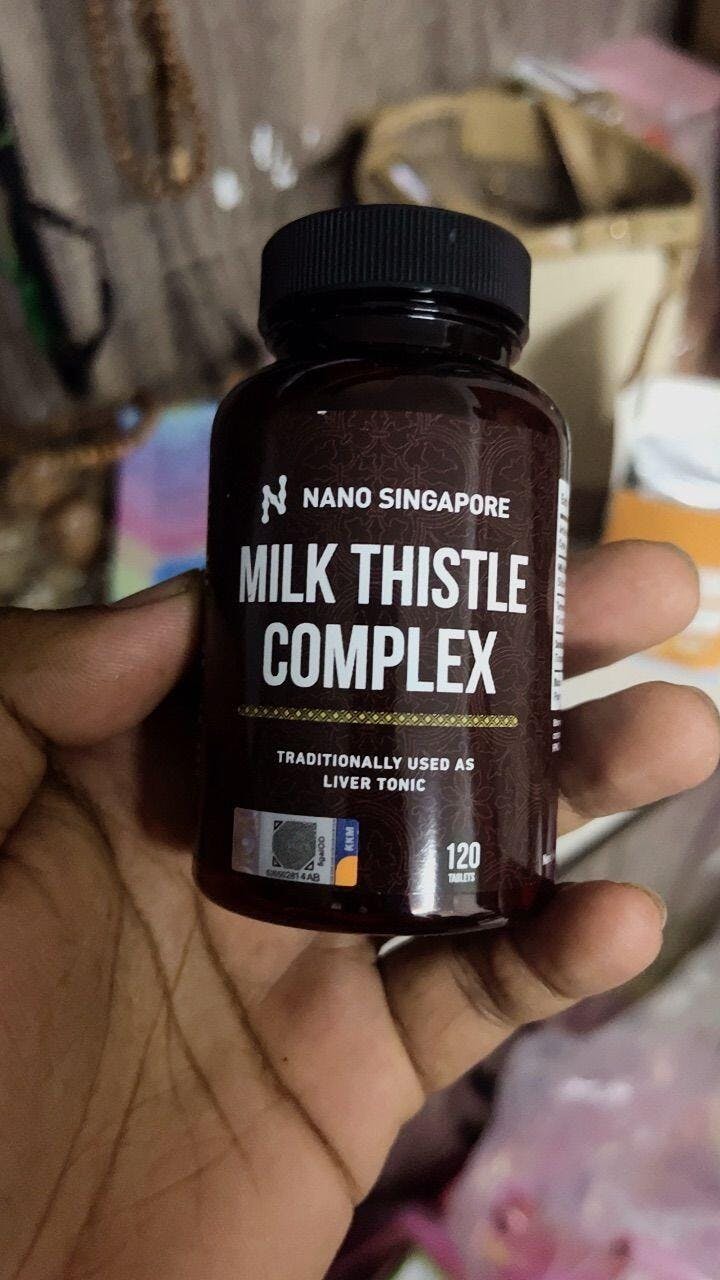 NANO SINGAPORE
MILK THISTLE
COMPLEX
TRADITIONALLY USED AS
LIVER TONIC
KKM
120
TABLETS